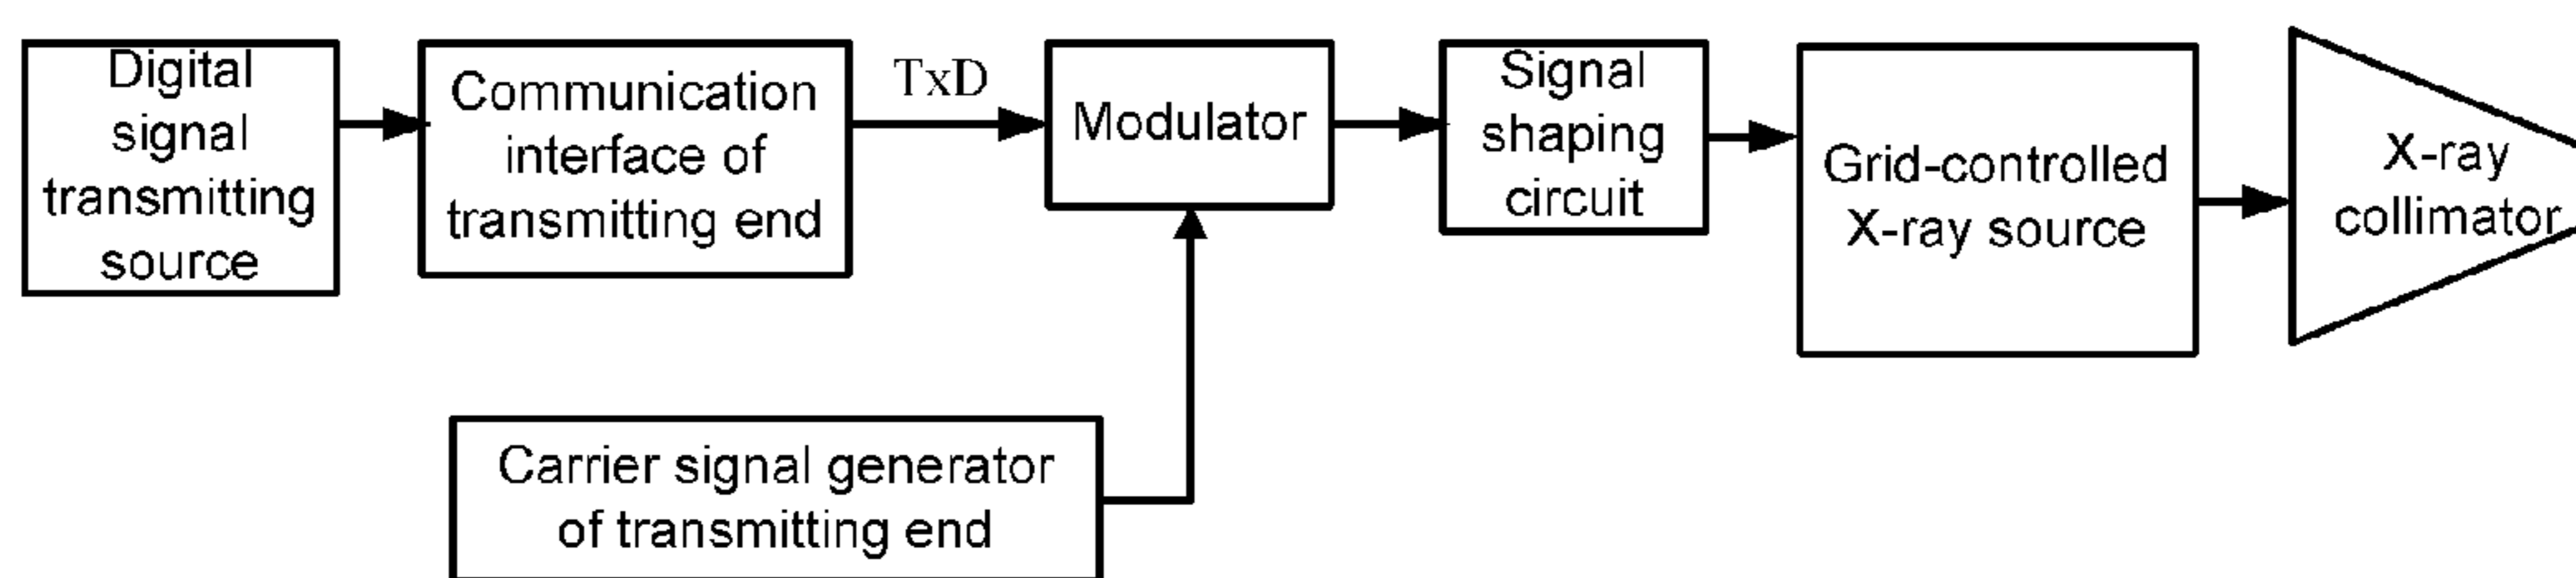 Digital
signal
transmitting
source
Communication
interface of
transmitting end
TxD
Modulator
Signal
shaping
circuit
Grid-controlled
X-ray source
X-ray
collimator
Carrier signal generator
of transmitting end